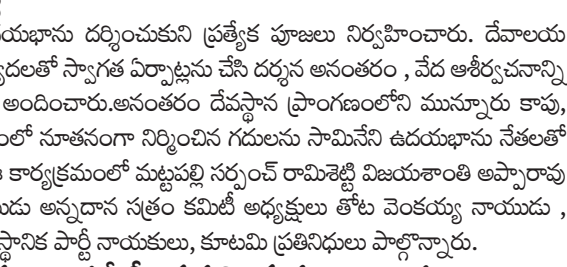 యభాను దర్శించుకుని ప్రత్యేక పూజలు నిర్వహించారు. దేవాలయ
్యదలతో స్వాగత ఏర్పాట్లను చేసి దర్శన అనంతరం , వేద ఆశీర్వచనాన్ని
అందించారు.అనంతరం దేవస్థాన ప్రాంగణంలోని మున్నూరు కాపు,
ంలో నూతనంగా నిర్మించిన గదులను సామినేని ఉదయభాను నేతలతో
కార్యక్రమంలో మట్టపల్లి సర్పంచ్ రామిశెట్టి విజయశాంతి అప్పారావు
ుడు అన్నదాన సత్రం కమిటీ అధ్యక్షులు తోట వెంకయ్య నాయుడు ,
స్థానిక పార్టీ నాయకులు, కూటమి ప్రతినిధులు పాల్గొన్నారు.